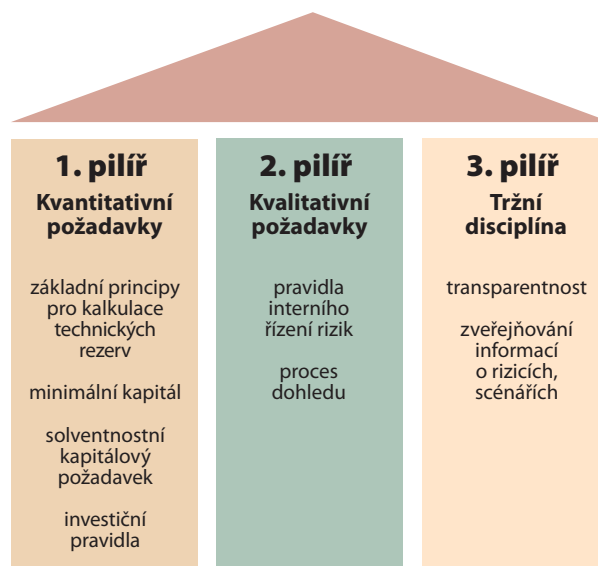 1. pilíř
Kvantitativní
požadavky
základní principy
pro kalkulace
technických
rezerv
minimální kapitál
solventnostní
kapitálový
požadavek
investiční
pravidla
2. pilíř
Kvalitativní
požadavky
pravidla
interního
řízení rizik
proces
dohledu
3. pilíř
Tržní
disciplína
transparentnost
zveřejňování
informací
o rizicích,
scénářích